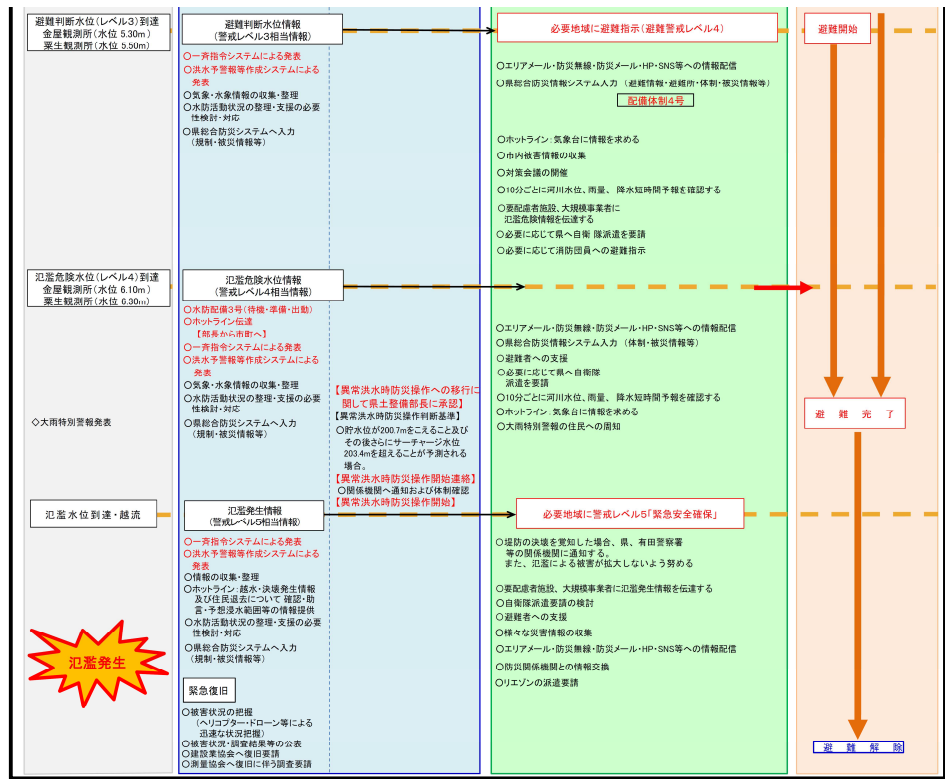 避難判断水位(レベル3)到達
金屋観測所(水位 5.30m)
粟生観測所(水位 5.50m)
避難判断水位情報
(警戒レベル3相当情報)
必要地域に避難指示(避難警戒レベル4)
避難開始
○一斉指令システムによる発表
○洪水予警報等作成システムによる
発表
○気象・水象情報の収集・整理
○水防活動状況の整理・支援の必要
性検討・対応
○県総合防災システムへ入力
(規制・被災情報等)
○エリアメール・防災無線・防災メール・HP・SNS等への情報配信
○県総合防災情報システム入力 (避難情報・避難所・体制・被災情報等)
配備体制4号
○ホットライン:気象台に情報を求める
○市内被害情報の収集
○対策会議の開催
○10分ごとに河川水位、雨量、 降水短時間予報を確認する
○要配慮者施設、大規模事業者に
氾濫危険情報を伝達する
○必要に応じて県へ自衛 隊派遣を要請
○必要に応じて消防団員への避難指示
氾濫危険水位(レベル4)到達
金屋観測所(水位 6.10m)
粟生観測所(水位 6.30m)
氾濫危険水位情報
(警戒レベル4相当情報)
○水防配備3号(待機・準備・出動)
○ホットライン伝達
【部長から市町へ】
○一斉指令システムによる発表
○洪水予警報等作成システムによる
発表
○気象・水象情報の収集・整理
○水防活動状況の整理・支援の必要
性検討・対応
○県総合防災システムへ入力
(規制・被災情報等)
【異常洪水時防災操作への移行に
関して県土整備部長に承認】
【異常洪水時防災操作判断基準】
○貯水位が200.7mをこえること及び
その後さらにサーチャージ水位
203.4mを超えることが予測される
場合。
【異常洪水時防災操作開始連絡】
○関係機関へ通知および体制確認
【異常洪水時防災操作開始】
○エリアメール・防災無線・防災メール・HP・SNS等への情報配信
○県総合防災情報システム入力 (体制・被災情報等)
○避難者への支援
○必要に応じて県へ自衛隊
派遣を要請
○10分ごとに河川水位、雨量、 降水短時間予報を確認する
○ホットライン:気象台に情報を求める
○大雨特別警報の住民への周知
避 難 完 了
◇大雨特別警報発表
氾濫水位到達・越流
氾濫発生情報
(警戒レベル5相当情報)
必要地域に警戒レベル5「緊急安全確保」
○一斉指令システムによる発表
○洪水予警報等作成システムによる
発表
○情報の収集・整理
○ホットライン:越水・決壊発生情報
及び住民退去について 確認・助
言・予想浸水範囲等の情報提供
○水防活動状況の整理・支援の必要
性検討・対応
○県総合防災システムへ入力
(規制・被災情報等)
○堤防の決壊を覚知した場合、県、有田警察署
等の関係機関に通知する。
また、氾濫による被害が拡大しないよう努める
○要配慮者施設、大規模事業者に氾濫発生情報を伝達する
○自衛隊派遣要請の検討
○避難者への支援
○様々な災害情報の収集
○エリアメール・防災無線・防災メール・HP・SNS等への情報配信
○防災関係機関との情報交換
○リエゾンの派遣要請
氾濫発生
緊急復旧
○被害状況の把握
(ヘリコプター・ドローン等による
迅速な状況把握)
○被害状況・調査結果等の公表
○建設業協会へ復旧要請
○測量協会へ復旧に伴う調査要請
避 難 解 除